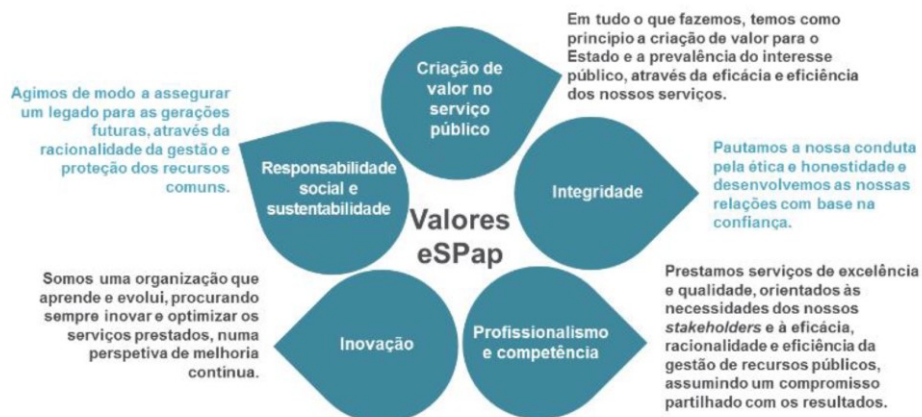 Em tudo o que fazemos, temos como
princípio a criação de valor para o
Estado e a prevalência do interesse
público, através da eficácia e eficiência
dos nossos serviços.
Criação de
valor no
serviço
público
Agimos de modo a assegurar
um legado para as gerações
futuras, através da
racionalidade da gestão e
proteção dos recursos
comuns.
Responsabilidade
social e
sustentabilidade
Integridade
Pautamos a nossa conduta
pela ética e honestidade e
desenvolvemos as nossas
relações com base na
confiança.
Valores
eSPap
Somos uma organização que
aprende e evolui, procurando
sempre inovar e optimizar os
serviços prestados, numa
perspetiva de melhoria
contínua.
Inovação
Profissionalismo
e competência
Prestamos serviços de excelência
e qualidade, orientados às
necessidades dos nossos
stakeholders e à eficácia,
racionalidade e eficiência da
gestão de recursos públicos,
assumindo um compromisso
partilhado com os resultados.